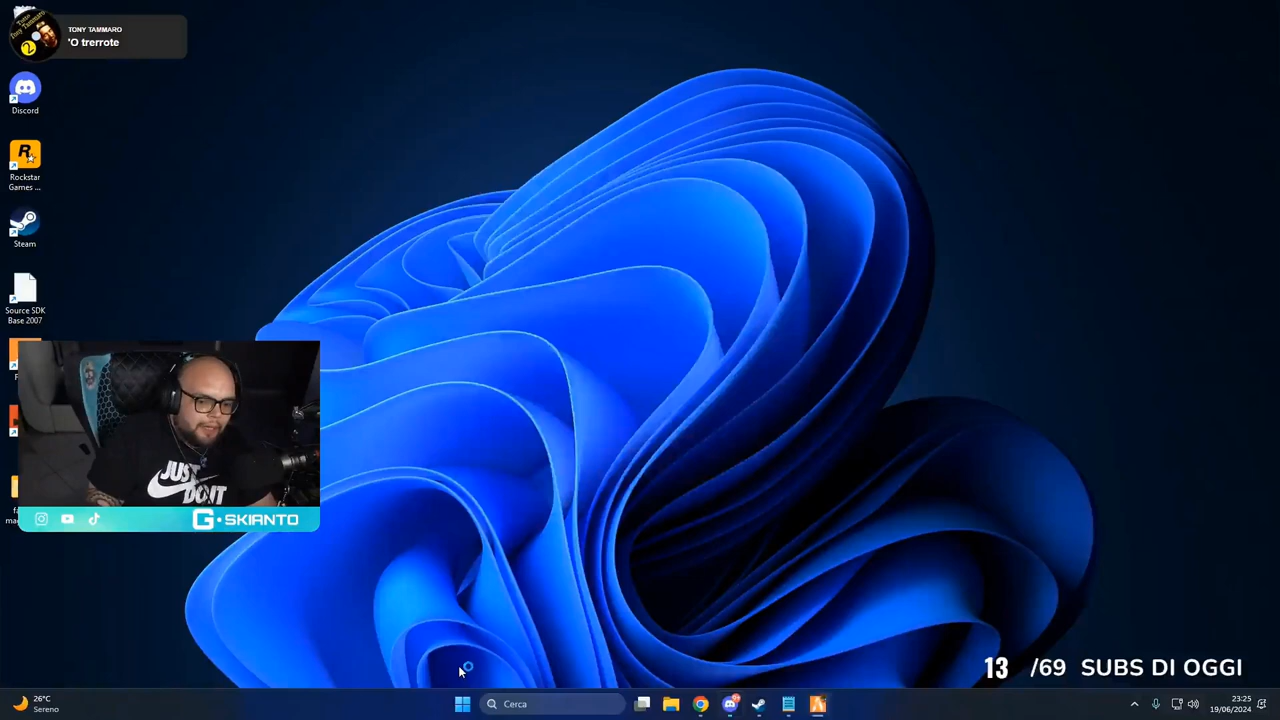 TONY TAMMARO
'O trerrote
Discord
Rockstar
Games ...
Steam
Source SDK
Base 2007
JUST
DO IT
G·SKIANTO
13 /69 SUBS DI OGGI
26°C
Sereno
Cerca
23:25
19/06/2024